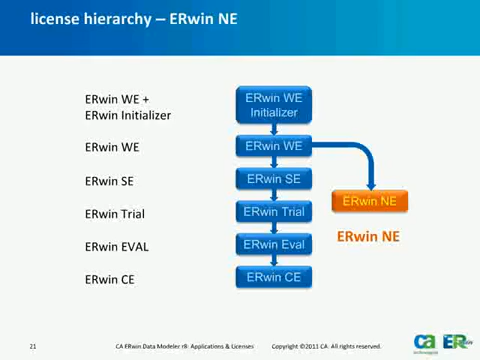 license hierarchy – ERwin NE
ERwin WE +
ERwin Initializer
ERwin WE
ERwin SE
ERwin Trial
ERwin EVAL
ERwin CE
ERwin WE
Initializer
ERwin WE
ERwin SE
ERwin Trial
ERwin Eval
ERwin CE
ERwin NE
ERwin NE
21
CA ERwin Data Modeler r8: Applications & Licenses
Copyright ©2011 CA. All rights reserved.
ca
technologies
ER